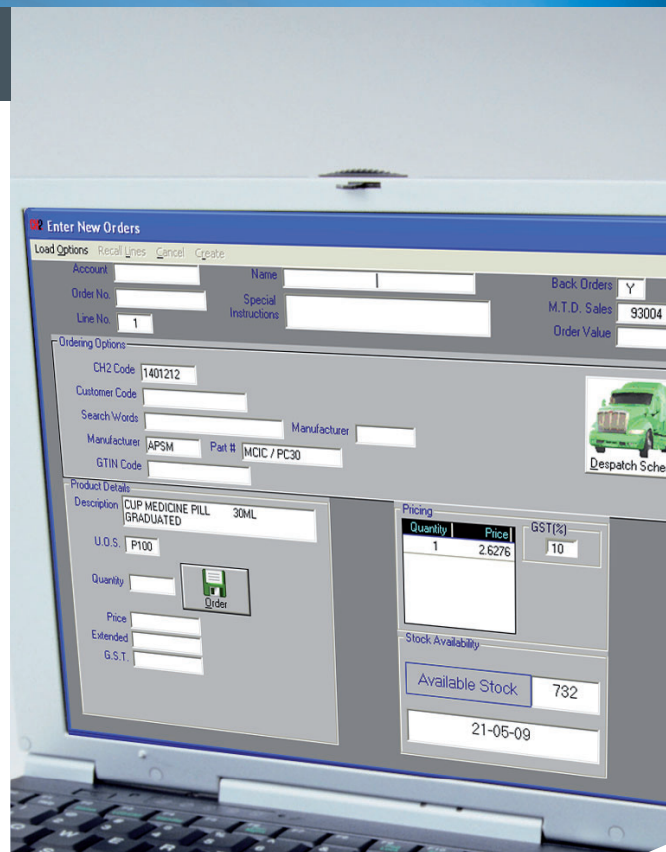 Enter New Orders
Load Options Recall Lines Cancel Create
Account Name Back Orders Y
Order No. Special Instructions M.T.D. Sales 93004
Line No. 1 Order Value
Ordering Options
CH2 Code 1401212
Customer Code
Search Words Manufacturer
Manufacturer APSM Part # MCIC / PC30
GTIN Code
Despatch Sche
Product Details
Description CUP MEDICINE PILL 30ML
GRADUATED
U.O.S. P100
Quantity
Order
Price
Extended
G.S.T.
Pricing
Quantity Price GST(%)
1 2.6276 10
Stock Availability
Available Stock 732
21-05-09